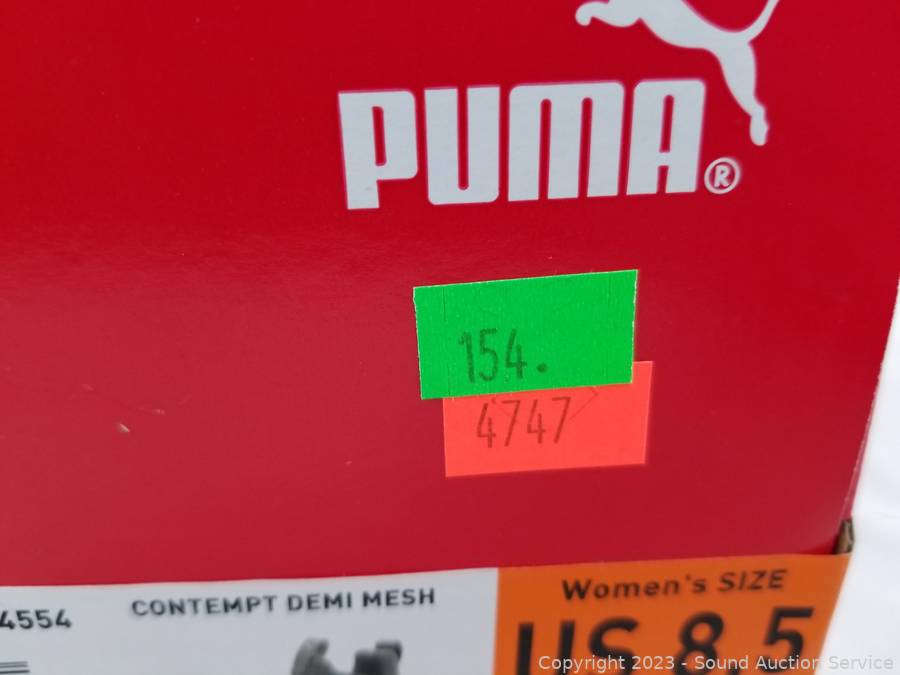 PUMA®
154.
4747
4554
CONTEMPT DEMI MESH
Women's SIZE
US 8.5
Copyright 2023 - Sound Auction Service